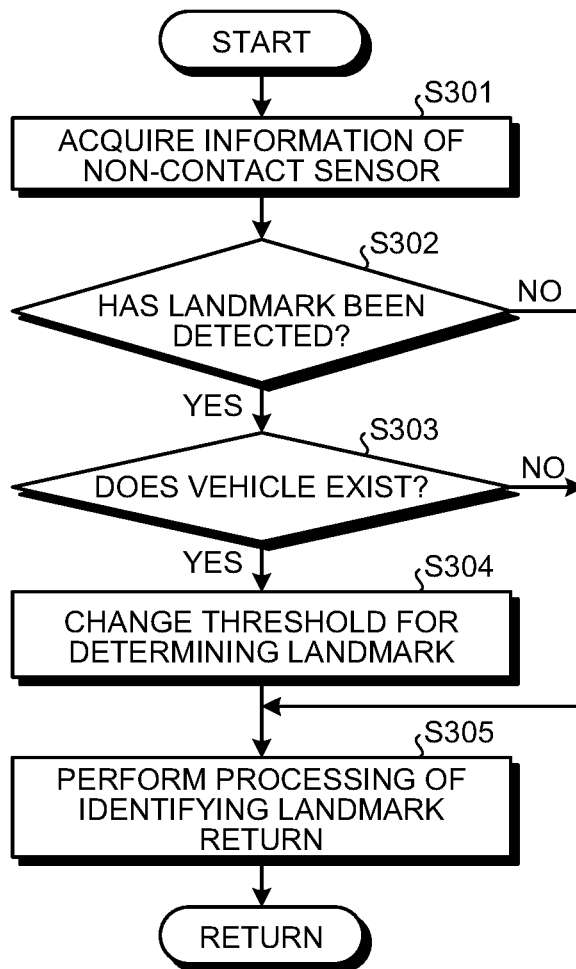 START
S301
ACQUIRE INFORMATION OF
NON-CONTACT SENSOR
S302
HAS LANDMARK BEEN
DETECTED?
NO
YES
S303
DOES VEHICLE EXIST?
NO
YES
S304
CHANGE THRESHOLD FOR
DETERMINING LANDMARK
S305
PERFORM PROCESSING OF
IDENTIFYING LANDMARK
RETURN
RETURN